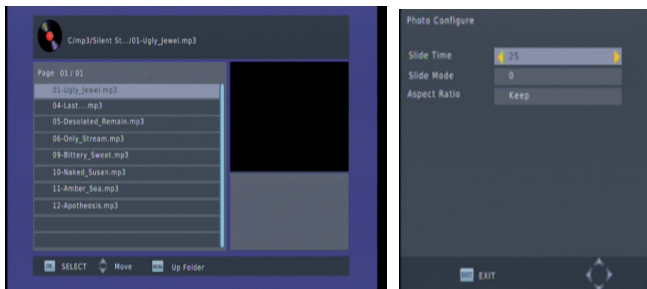 C/mp3/Silent St.../01-Ugly_Jewel.mp3
Page 01/01
01-Ugly_Jewel.mp3
04-Last....mp3
05-Desolated_Remain.mp3
06-Only_Stream.mp3
09-Bittery_Sweet.mp3
10-Naked_Susan.mp3
11-Amber_Sea.mp3
12-Apotheosis.mp3
OK SELECT Move MENU Up Folder
Photo Configure
Slide Time 25
Slide Mode 0
Aspect Ratio Keep
EXIT EXIT